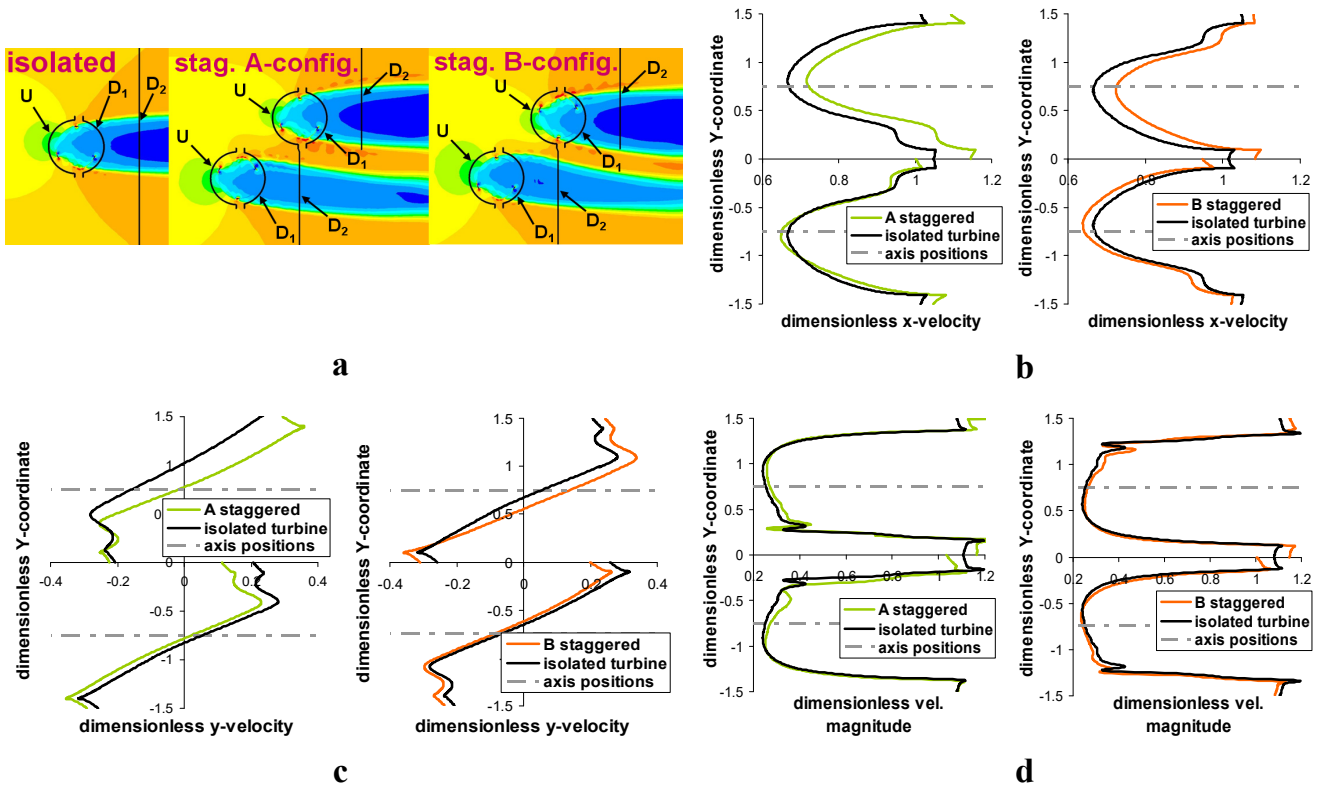 isolated
U
D1
D2
stag. A-config.
U
U
D2
D1
D1
D2
stag. B-config.
U
U
D2
D1
D1
D2
a
dimensionless Y-coordinate
1.5
1
0.5
0
-0.5
-1
-1.5
0.6
0.8
1
1.2
A staggered
isolated turbine
axis positions
dimensionless x-velocity
dimensionless Y-coordinate
1.5
1
0.5
0
-0.5
-1
-1.5
0.6
0.8
1
1.2
B staggered
isolated turbine
axis positions
dimensionless x-velocity
b
dimensionless Y-coordinate
1.5
1
0
0
-0.5
-1
-1.5
-0.4
-0.2
0
0.2
0.4
A staggered
isolated turbine
axis positions
dimensionless y-velocity
dimensionless Y-coordinate
1.5
1
0.5
0
-0.5
-1
-1.5
-0.4
-0.2
0
0.2
0.4
B staggered
isolated turbine
axis positions
dimensionless y-velocity
c
dimensionless Y-coordinate
1.5
1
0.5
0
-0.5
-1
-1.5
0.2
0.4
0.6
0.8
1
1.2
A staggered
isolated turbine
axis positions
dimensionless vel.
magnitude
dimensionless Y-coordinate
1.5
1
0.5
0
-0.5
-1
-1.5
0.2
0.4
0.6
0.8
1
1.2
B staggered
isolated turbine
axis positions
dimensionless vel.
magnitude
d